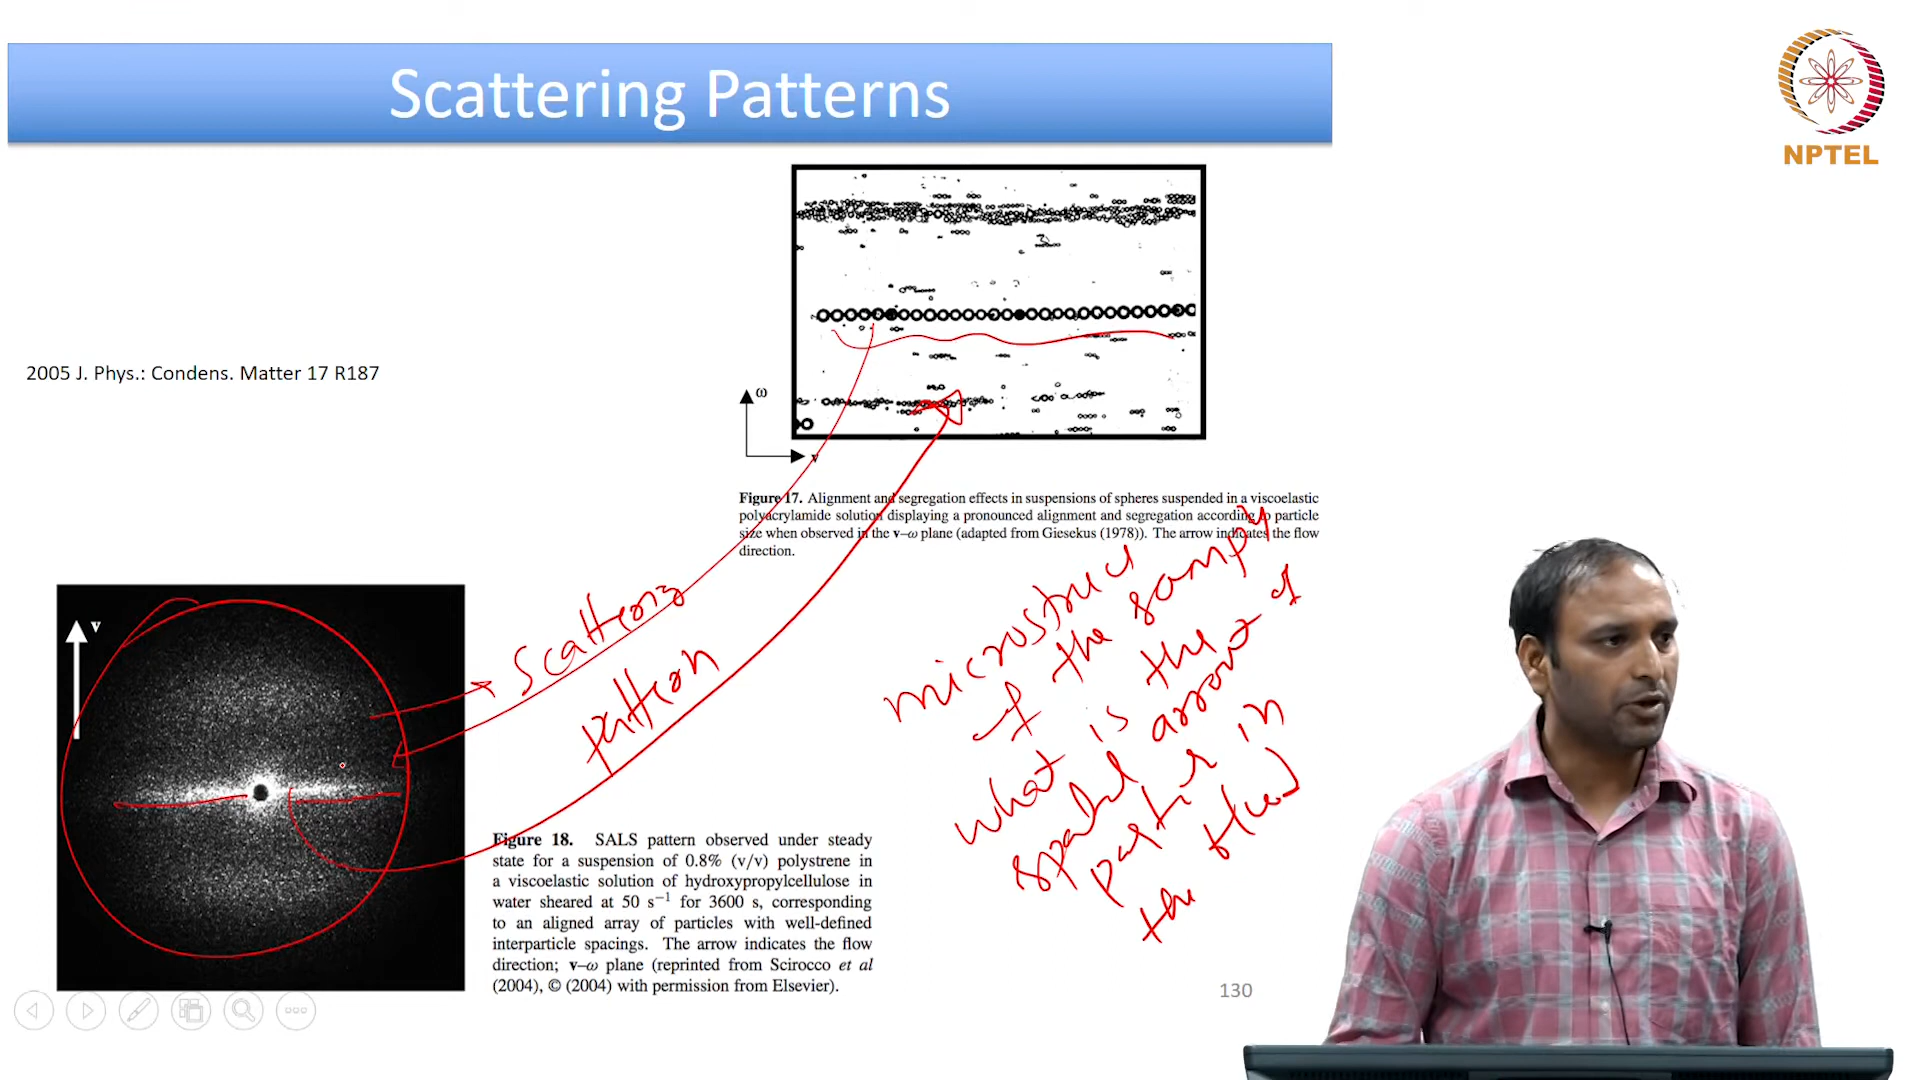 Scattering Patterns
NPTEL
2005 J. Phys.: Condens. Matter 17 R187
ω
v
Figure 17. Alignment and segregation effects in suspensions of spheres suspended in a viscoelastic
polyacrylamide solution displaying a pronounced alignment and segregation according to particle
size when observed in the v–ω plane (adapted from Giesekus (1978)). The arrow indicates the flow
direction.
v
Scattering
pattern
microstruct
of the sample
what is the
spatial arrant of
partie in
the fluid
Figure 18. SALS pattern observed under steady
state for a suspension of 0.8% (v/v) polystrene in
a viscoelastic solution of hydroxypropylcellulose in
water sheared at 50 s⁻¹ for 3600 s, corresponding
to an aligned array of particles with well-defined
interparticle spacings. The arrow indicates the flow
direction; v–ω plane (reprinted from Scirocco et al
(2004), © (2004) with permission from Elsevier).
130